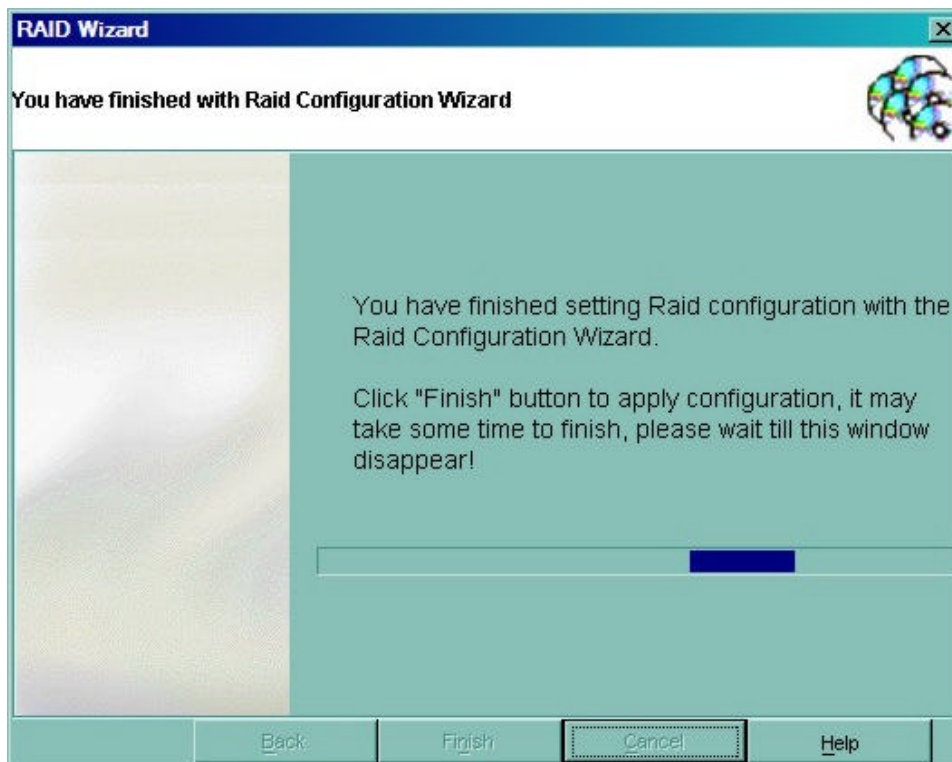 RAID Wizard
You have finished with Raid Configuration Wizard
You have finished setting Raid configuration with the
Raid Configuration Wizard.
Click "Finish" button to apply configuration, it may
take some time to finish, please wait till this window
disappear!
Back
Finish
Cancel
Help